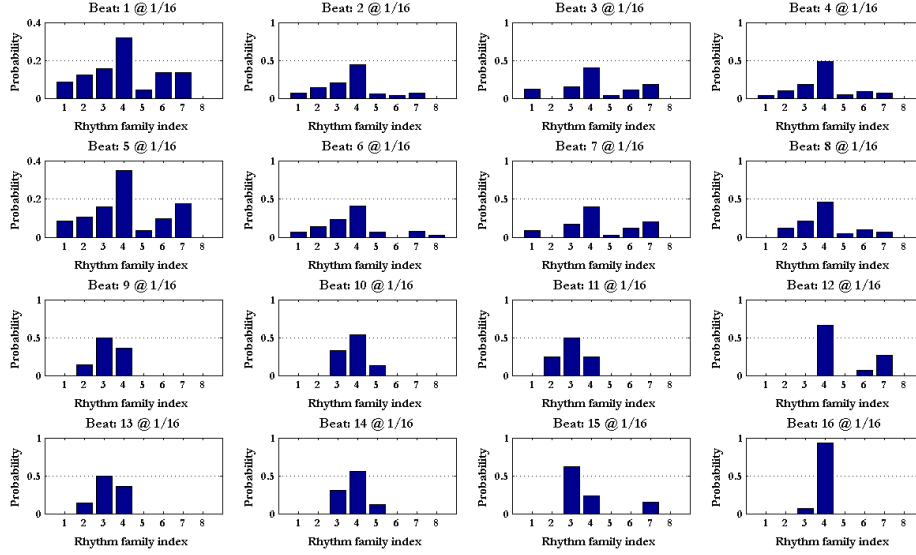 Beat: 1 @ 1/16
Beat: 2 @ 1/16
Beat: 3 @ 1/16
Beat: 4 @ 1/16
Probability
0.4
0.2
0
1 2 3 4 5 6 7 8
Rhythm family index
Probability
1
0.5
0
1 2 3 4 5 6 7 8
Rhythm family index
Probability
1
0.5
0
1 2 3 4 5 6 7 8
Rhythm family index
Probability
1
0.5
0
1 2 3 4 5 6 7 8
Rhythm family index
Beat: 5 @ 1/16
Beat: 6 @ 1/16
Beat: 7 @ 1/16
Beat: 8 @ 1/16
Probability
0.4
0.2
0
1 2 3 4 5 6 7 8
Rhythm family index
Probability
1
0.5
0
1 2 3 4 5 6 7 8
Rhythm family index
Probability
1
0.5
0
1 2 3 4 5 6 7 8
Rhythm family index
Probability
1
0.5
0
1 2 3 4 5 6 7 8
Rhythm family index
Beat: 9 @ 1/16
Beat: 10 @ 1/16
Beat: 11 @ 1/16
Beat: 12 @ 1/16
Probability
1
0.5
0
1 2 3 4 5 6 7 8
Rhythm family index
Probability
1
0.5
0
1 2 3 4 5 6 7 8
Rhythm family index
Probability
1
0.5
0
1 2 3 4 5 6 7 8
Rhythm family index
Probability
1
0.5
0
1 2 3 4 5 6 7 8
Rhythm family index
Beat: 13 @ 1/16
Beat: 14 @ 1/16
Beat: 15 @ 1/16
Beat: 16 @ 1/16
Probability
1
0.5
0
1 2 3 4 5 6 7 8
Rhythm family index
Probability
1
0.5
0
1 2 3 4 5 6 7 8
Rhythm family index
Probability
1
0.5
0
1 2 3 4 5 6 7 8
Rhythm family index
Probability
1
0.5
0
1 2 3 4 5 6 7 8
Rhythm family index